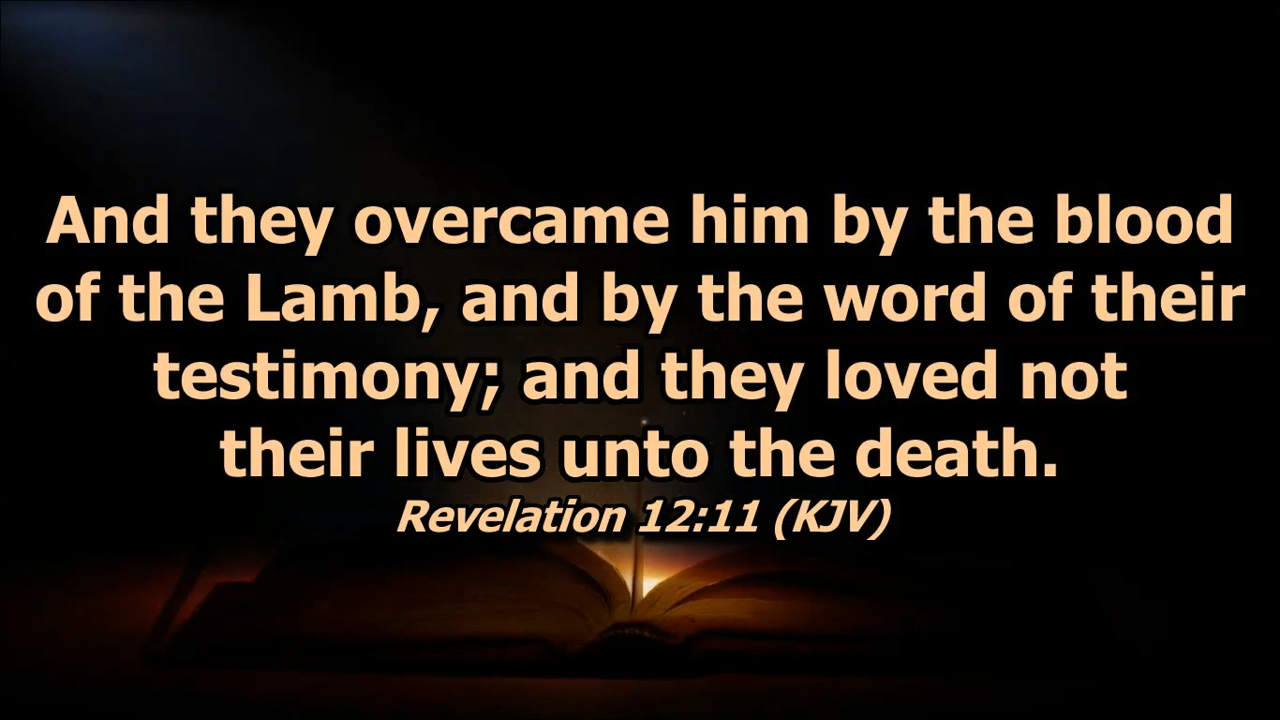 And they overcame him by the blood
of the Lamb, and by the word of their
testimony; and they loved not
their lives unto the death.
Revelation 12:11 (KJV)